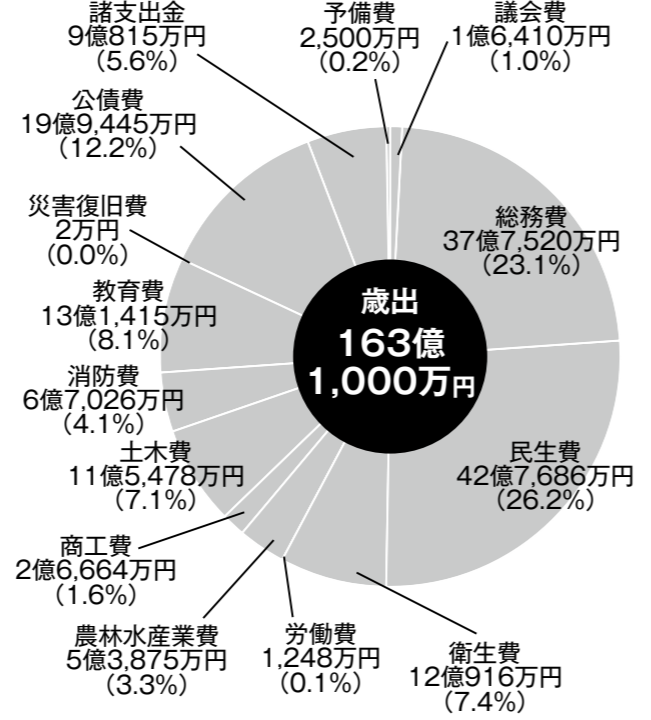 諸支出金
9億815万円
（5.6%）
予備費
2,500万円
（0.2%）
議会費
1億6,410万円
（1.0%）
公債費
19億9,445万円
（12.2%）
災害復旧費
2万円
（0.0%）
総務費
37億7,520万円
（23.1%）
教育費
13億1,415万円
（8.1%）
歳出
163億
1,000万円
消防費
6億7,026万円
（4.1%）
土木費
11億5,478万円
（7.1%）
民生費
42億7,686万円
（26.2%）
商工費
2億6,664万円
（1.6%）
農林水産業費
5億3,875万円
（3.3%）
労働費
1,248万円
（0.1%）
衛生費
12億916万円
（7.4%）